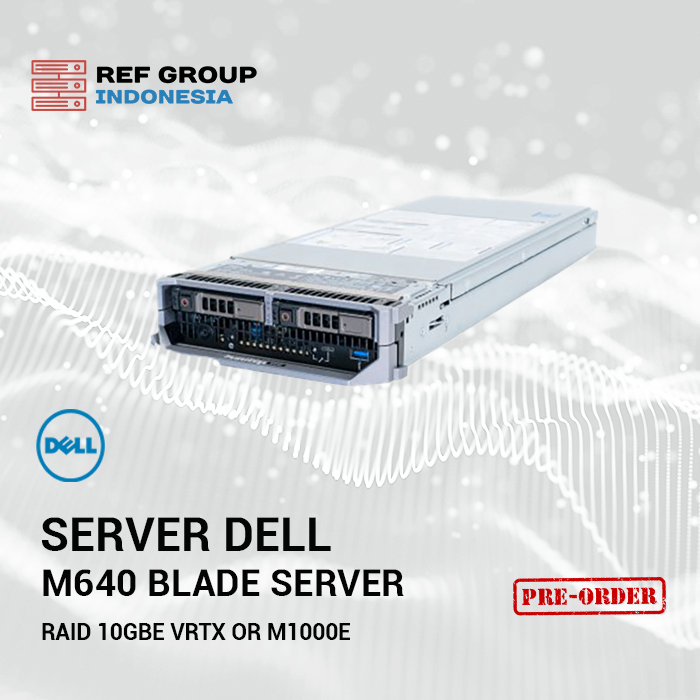 REF GROUP
INDONESIA
DELL
SERVER DELL
M640 BLADE SERVER
RAID 10GBE VRTX OR M1000E
PRE-ORDER